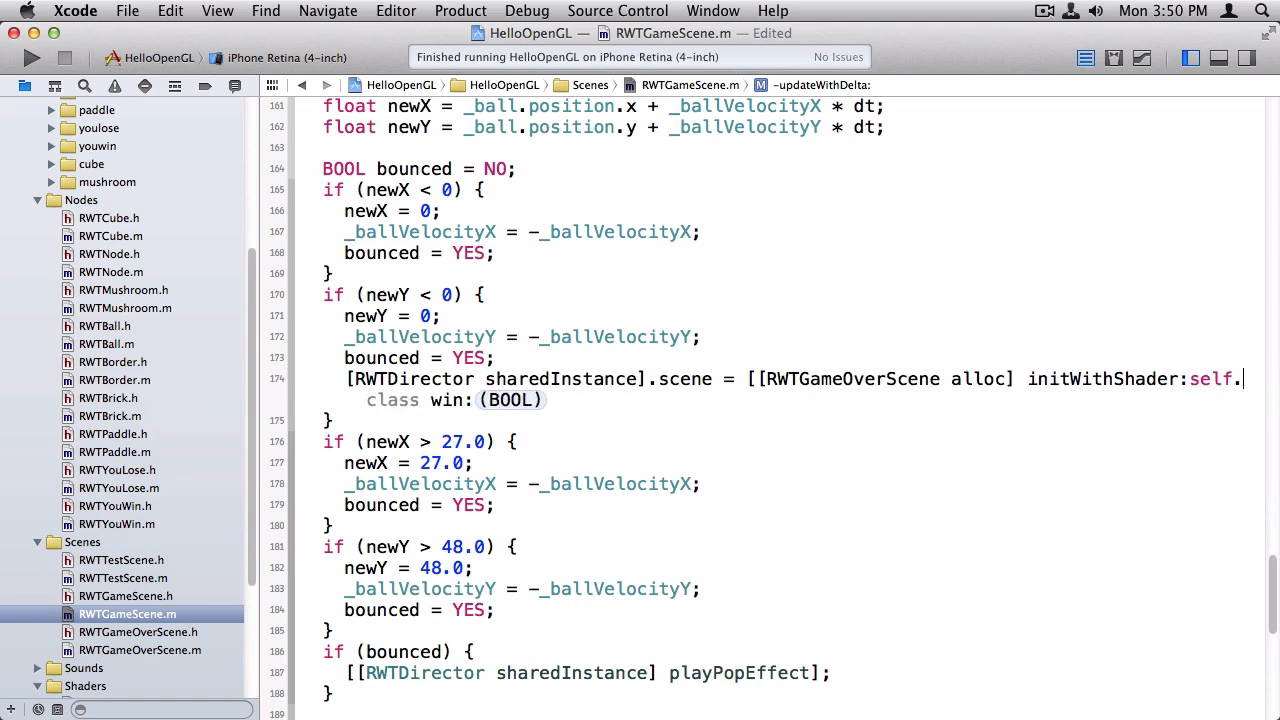 Xcode File Edit View Find Navigate Editor Product Debug Source Control Window Help Mon 3:50 PM
HelloOpenGL — RWTGameScene.m — Edited
HelloOpenGL iPhone Retina (4-inch) Finished running HelloOpenGL on iPhone Retina (4-inch) No Issues
HelloOpenGL HelloOpenGL Scenes RWTGameScene.m M -updateWithDelta:
paddle
youlose
youwin
cube
mushroom
Nodes
h RWTCube.h
m RWTCube.m
h RWTNode.h
m RWTNode.m
h RWTMushroom.h
m RWTMushroom.m
h RWTBall.h
m RWTBall.m
h RWTBorder.h
m RWTBorder.m
h RWTBrick.h
m RWTBrick.m
h RWTPaddle.h
m RWTPaddle.m
h RWTYouLose.h
m RWTYouLose.m
h RWTYouWin.h
m RWTYouWin.m
Scenes
h RWTTestScene.h
m RWTTestScene.m
h RWTGameScene.h
m RWTGameScene.m
h RWTGameOverScene.h
m RWTGameOverScene.m
Sounds
Shaders
161 float newX = _ball.position.x + _ballVelocityX * dt;
162 float newY = _ball.position.y + _ballVelocityY * dt;
163
164 BOOL bounced = NO;
165 if (newX < 0) {
166 newX = 0;
167 _ballVelocityX = -_ballVelocityX;
168 bounced = YES;
169 }
170 if (newY < 0) {
171 newY = 0;
172 _ballVelocityY = -_ballVelocityY;
173 bounced = YES;
174 [RWTDirector sharedInstance].scene = [[RWTGameOverScene alloc] initWithShader:self.
class win:(BOOL)
175 }
176 if (newX > 27.0) {
177 newX = 27.0;
178 _ballVelocityX = -_ballVelocityX;
179 bounced = YES;
180 }
181 if (newY > 48.0) {
182 newY = 48.0;
183 _ballVelocityY = -_ballVelocityY;
184 bounced = YES;
185 }
186 if (bounced) {
187 [[RWTDirector sharedInstance] playPopEffect];
188 }
189